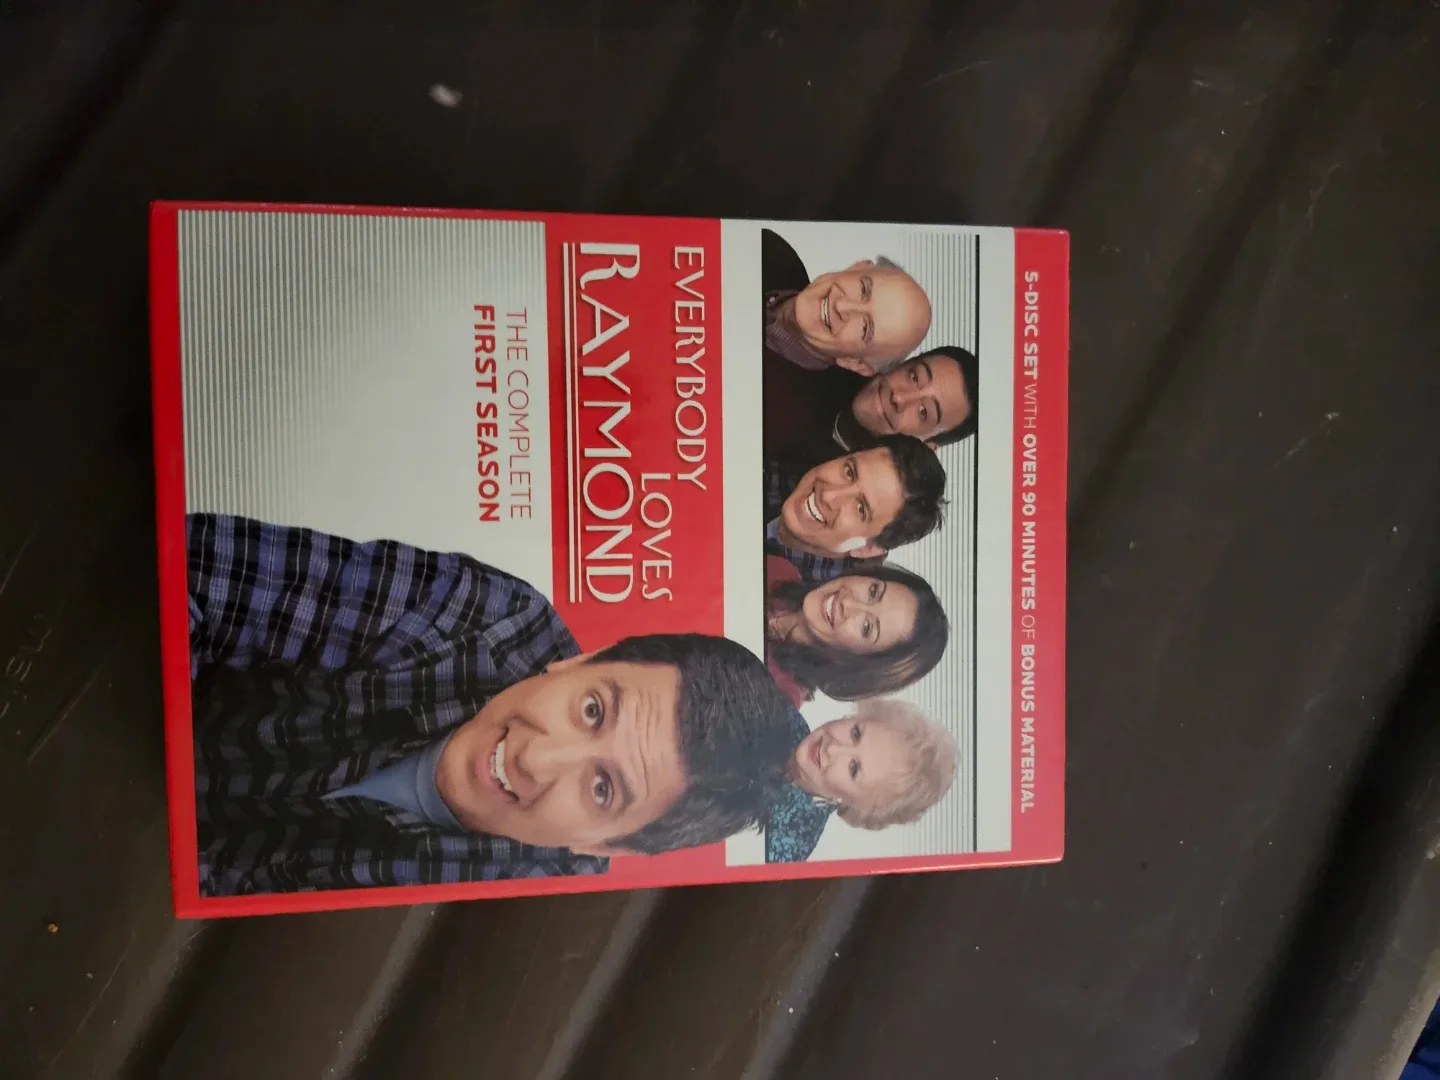 5-DISC SET WITH OVER 90 MINUTES OF BONUS MATERIAL
EVERYBODY
LOVES
RAYMOND
THE COMPLETE
FIRST SEASON